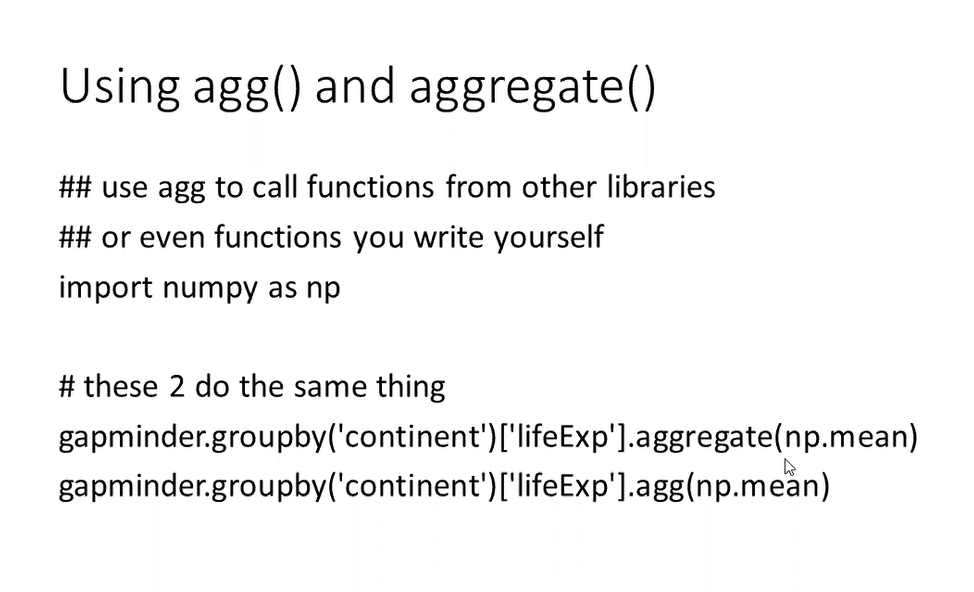 Using agg() and aggregate()
## use agg to call functions from other libraries
## or even functions you write yourself
import numpy as np
# these 2 do the same thing
gapminder.groupby('continent')['lifeExp'].aggregate(np.mean)
gapminder.groupby('continent')['lifeExp'].agg(np.mean)